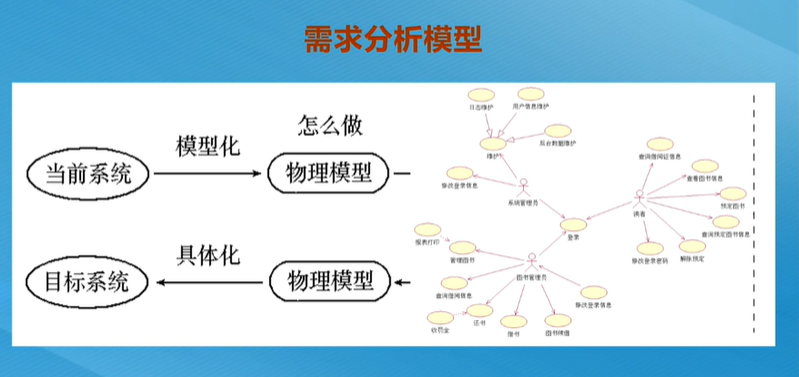 需求分析模型
当前系统
模型化
怎么做
物理模型
目标系统
具体化
物理模型
日志维护
用户信息维护
后台数据维护
维护
修改登录信息
系统管理员
查询借阅证信息
查看图书信息
读者
预定图书
查询预定图书信息
解除预定
修改登录密码
登录
报表打印
管理图书
图书管理员
查询借阅信息
修改登录信息
收罚金
还书
借书